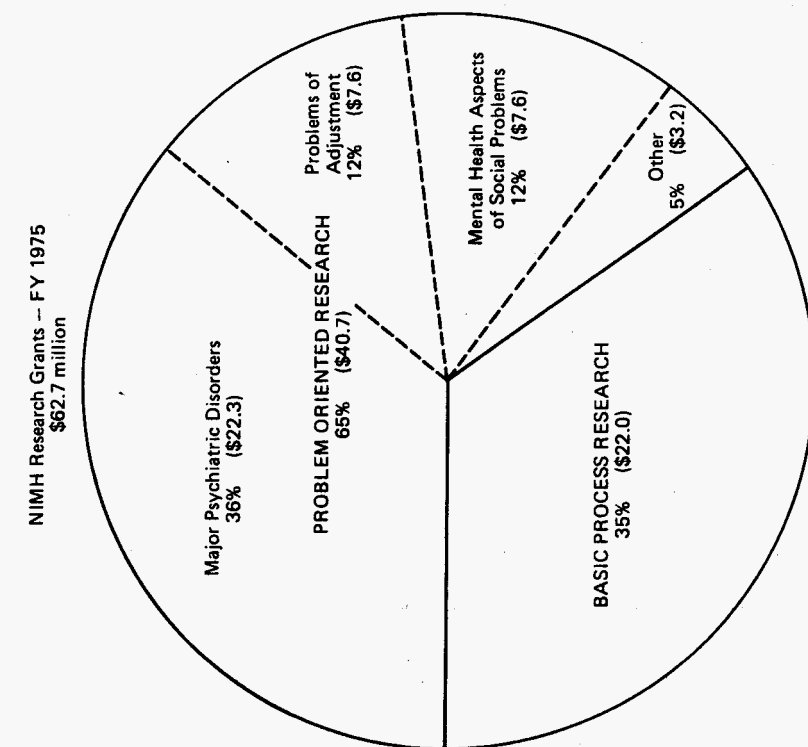 NIMH Research Grants — FY 1975
$62.7 million
Major Psychiatric Disorders
36% ($22.3)
PROBLEM ORIENTED RESEARCH
65% ($40.7)
Problems of
Adjustment
12% ($7.6)
Mental Health Aspects
of Social Problems
12% ($7.6)
Other
5% ($3.2)
BASIC PROCESS RESEARCH
35% ($22.0)